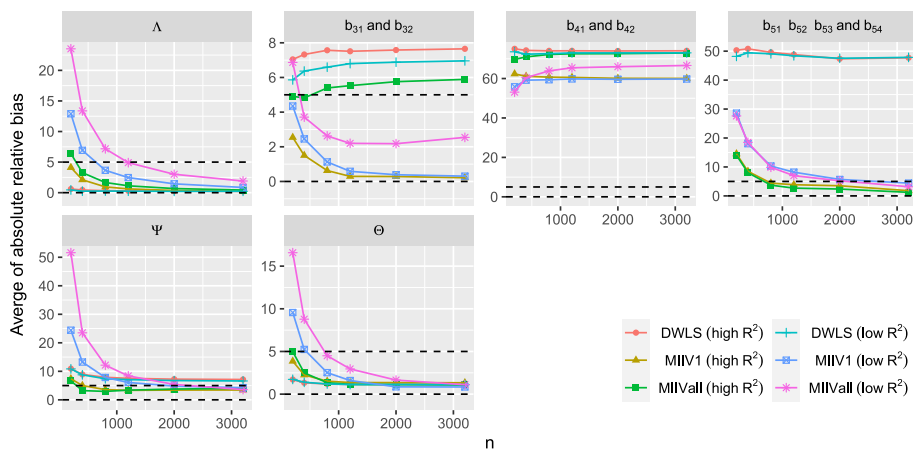 Λ
b31 and b32
b41 and b42
b51 b52 b53 and b54
20
15
10
5
0
8
6
4
2
0
60
40
20
0
50
40
30
20
10
0
1000 2000 3000
1000 2000 3000
Ψ
Θ
50
40
30
20
10
0
15
10
5
0
1000 2000 3000
1000 2000 3000
Averge of absolute relative bias
n
DWLS (high R²)
MIIV1 (high R²)
MIIVall (high R²)
DWLS (low R²)
MIIV1 (low R²)
MIIVall (low R²)